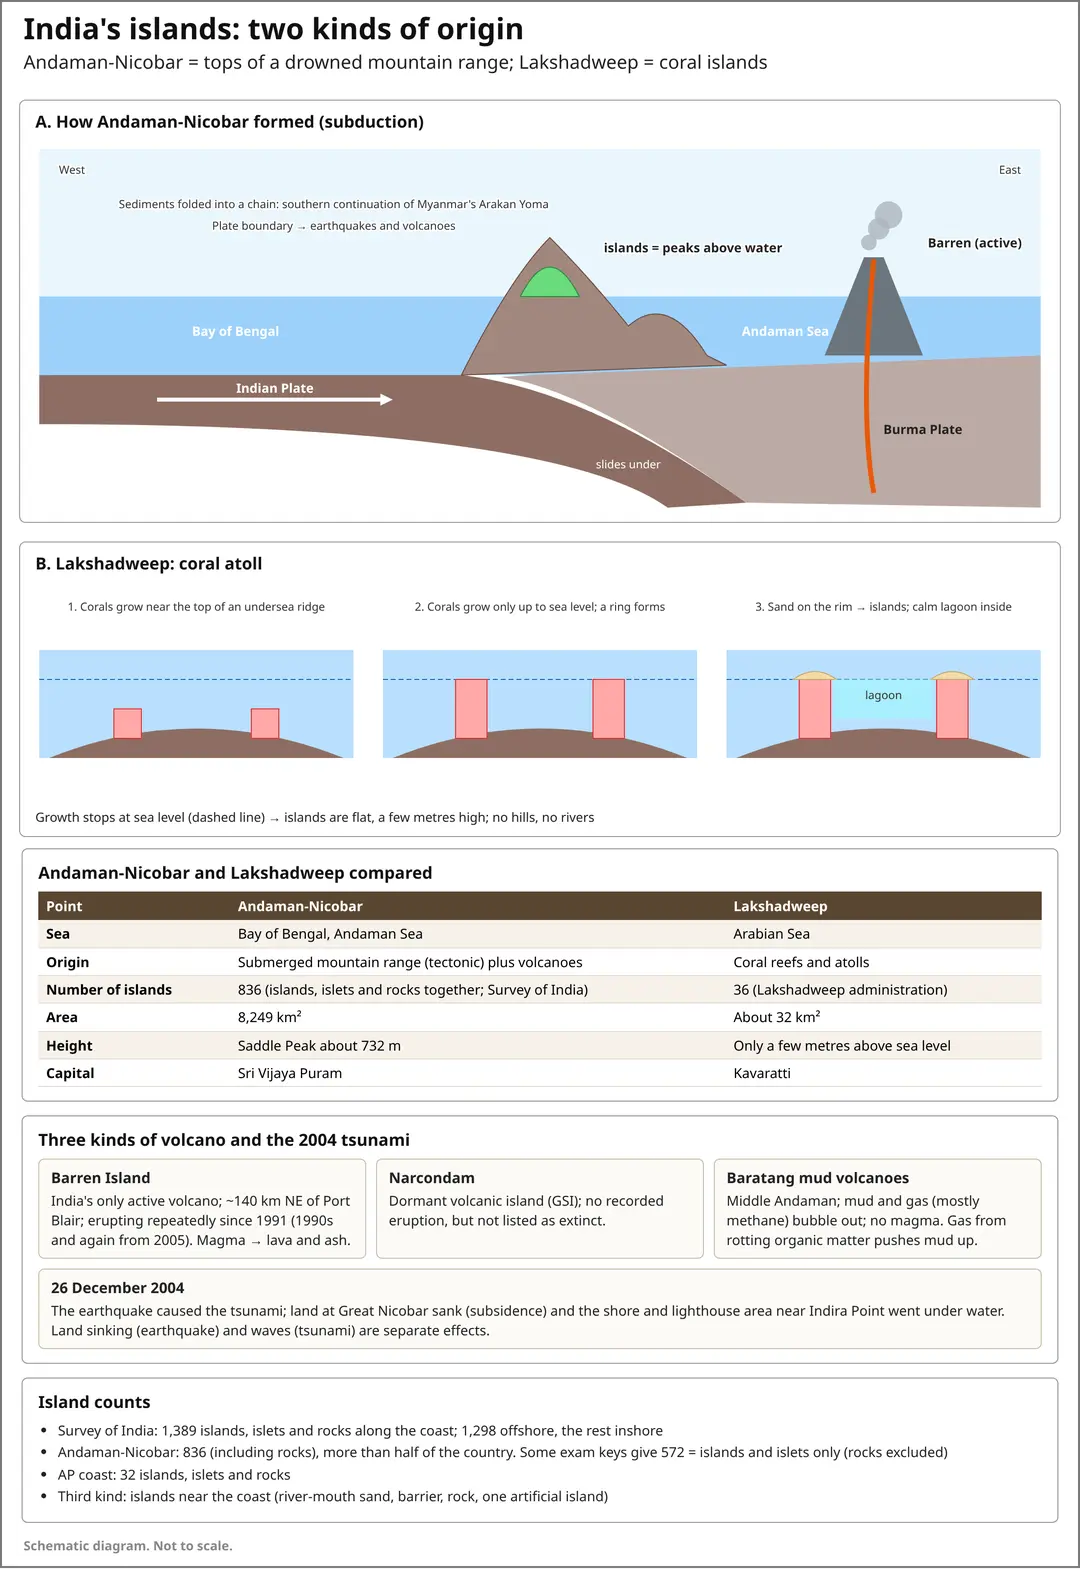 India's islands: two kinds of origin
Andaman-Nicobar = tops of a drowned mountain range; Lakshadweep = coral islands
A. How Andaman-Nicobar formed (subduction)
West
East
Sediments folded into a chain: southern continuation of Myanmar's Arakan Yoma
Plate boundary → earthquakes and volcanoes
islands = peaks above water
Barren (active)
Bay of Bengal
Andaman Sea
Indian Plate
Burma Plate
slides under
B. Lakshadweep: coral atoll
1. Corals grow near the top of an undersea ridge
2. Corals grow only up to sea level; a ring forms
3. Sand on the rim → islands; calm lagoon inside
lagoon
Growth stops at sea level (dashed line) → islands are flat, a few metres high; no hills, no rivers
Andaman-Nicobar and Lakshadweep compared
Point Andaman-Nicobar Lakshadweep
Sea Bay of Bengal, Andaman Sea Arabian Sea
Origin Submerged mountain range (tectonic) plus volcanoes Coral reefs and atolls
Number of islands 836 (islands, islets and rocks together; Survey of India) 36 (Lakshadweep administration)
Area 8,249 km² About 32 km²
Height Saddle Peak about 732 m Only a few metres above sea level
Capital Sri Vijaya Puram Kavaratti
Three kinds of volcano and the 2004 tsunami
Barren Island
India's only active volcano; ~140 km NE of Port
Blair; erupting repeatedly since 1991 (1990s
and again from 2005). Magma → lava and ash.
Narcondam
Dormant volcanic island (GSI); no recorded
eruption, but not listed as extinct.
Baratang mud volcanoes
Middle Andaman; mud and gas (mostly
methane) bubble out; no magma. Gas from
rotting organic matter pushes mud up.
26 December 2004
The earthquake caused the tsunami; land at Great Nicobar sank (subsidence) and the shore and lighthouse area near Indira Point went under water.
Land sinking (earthquake) and waves (tsunami) are separate effects.
Island counts
• Survey of India: 1,389 islands, islets and rocks along the coast; 1,298 offshore, the rest inshore
• Andaman-Nicobar: 836 (including rocks), more than half of the country. Some exam keys give 572 = islands and islets only (rocks excluded)
• AP coast: 32 islands, islets and rocks
• Third kind: islands near the coast (river-mouth sand, barrier, rock, one artificial island)
Schematic diagram. Not to scale.